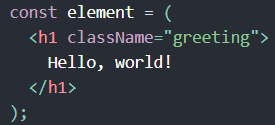 const element = (
  <h1 className="greeting">
    Hello, world!
  </h1>
);